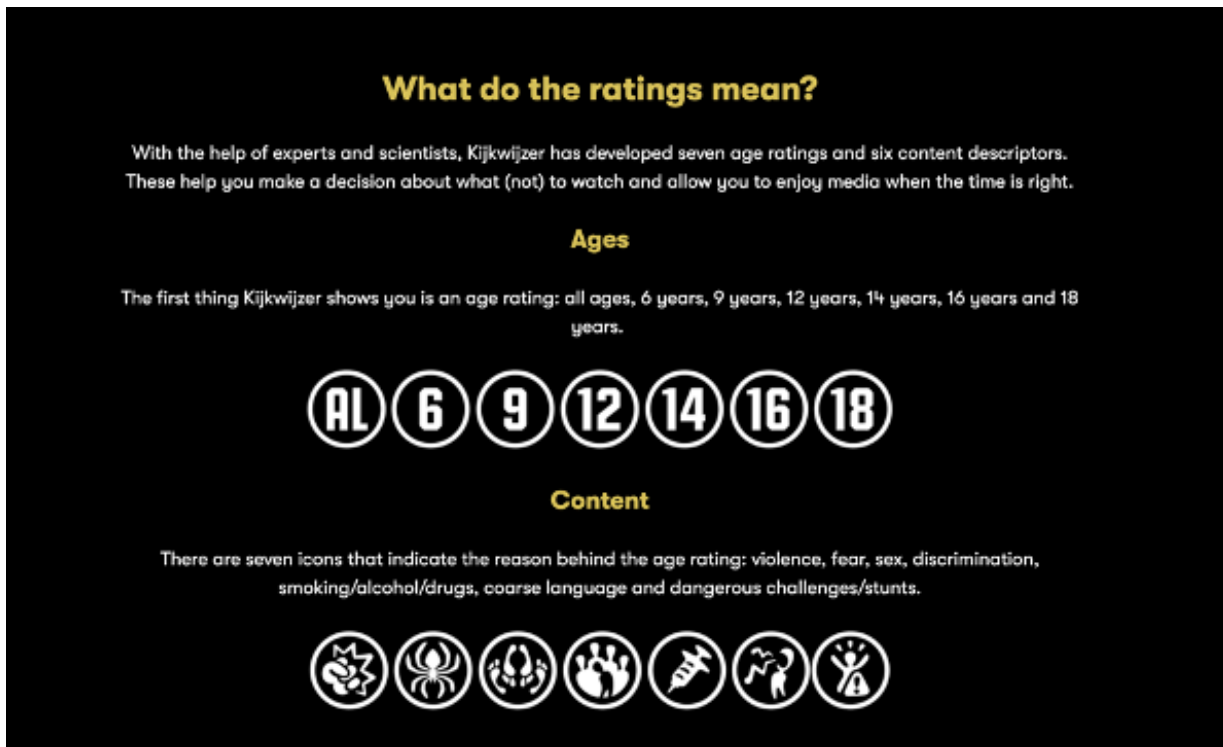 What do the ratings mean?
With the help of experts and scientists, Kijkwijzer has developed seven age ratings and six content descriptors.
These help you make a decision about what (not) to watch and allow you to enjoy media when the time is right.
Ages
The first thing Kijkwijzer shows you is an age rating: all ages, 6 years, 9 years, 12 years, 14 years, 16 years and 18
years.
AL 6 9 12 14 16 18
Content
There are seven icons that indicate the reason behind the age rating: violence, fear, sex, discrimination,
smoking/alcohol/drugs, coarse language and dangerous challenges/stunts.